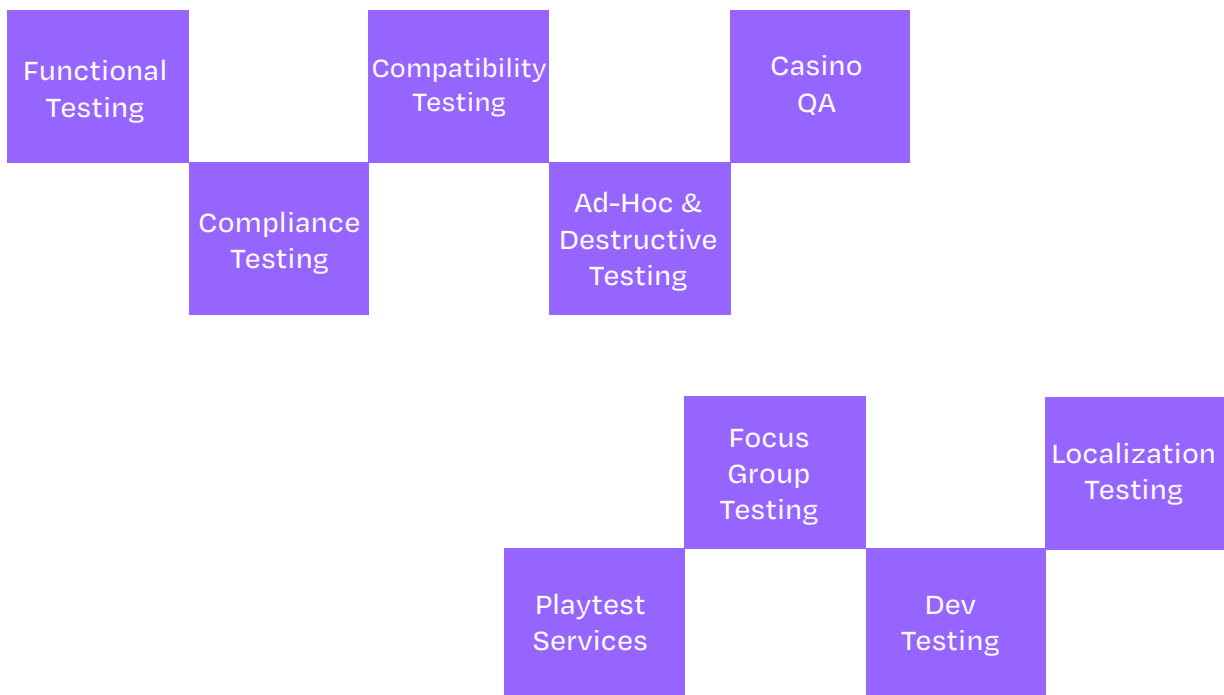 Functional
Testing
Compliance
Testing
Compatibility
Testing
Ad-Hoc &
Destructive
Testing
Casino
QA
Playtest
Services
Focus
Group
Testing
Dev
Testing
Localization
Testing